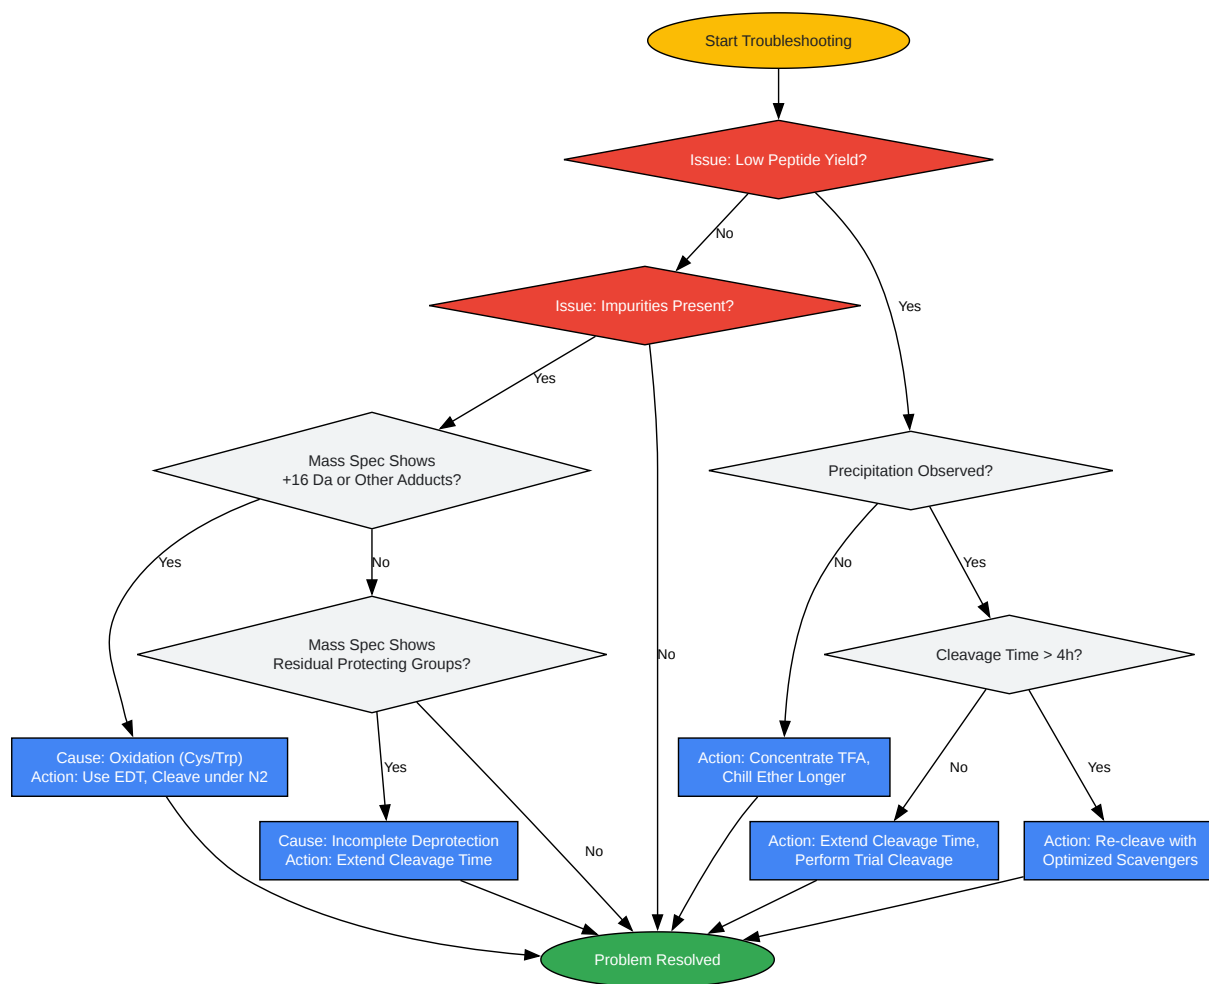 Start Troubleshooting
Issue: Low Peptide Yield?
No
Issue: Impurities Present?
Yes
Yes
Mass Spec Shows
+16 Da or Other Adducts?
Precipitation Observed?
Yes
No
No
Yes
Mass Spec Shows
Residual Protecting Groups?
No
Cleavage Time > 4h?
Cause: Oxidation (Cys/Trp)
Action: Use EDT, Cleave under N2
Yes
Action: Concentrate TFA,
Chill Ether Longer
No
Yes
Cause: Incomplete Deprotection
Action: Extend Cleavage Time
No
Action: Extend Cleavage Time,
Perform Trial Cleavage
Action: Re-cleave with
Optimized Scavengers
Problem Resolved